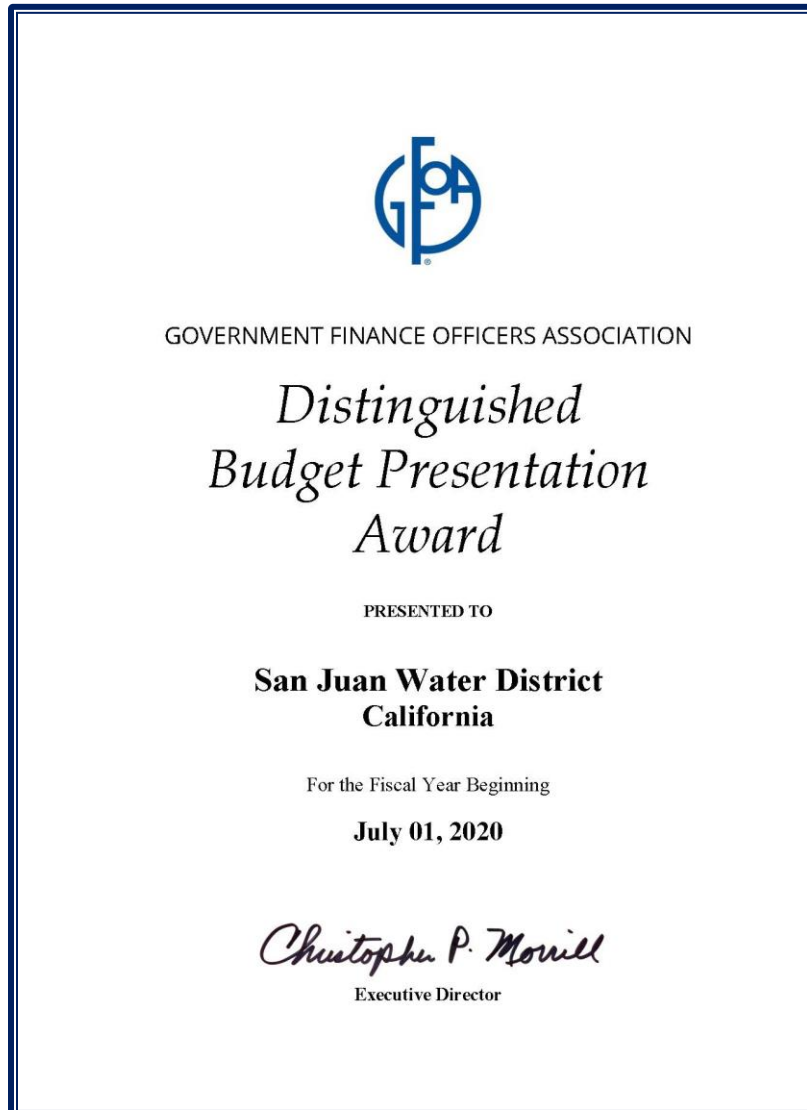 GFOA
®
GOVERNMENT FINANCE OFFICERS ASSOCIATION
Distinguished
Budget Presentation
Award
PRESENTED TO
San Juan Water District
California
For the Fiscal Year Beginning
July 01, 2020
Christopher P. Morrill
Executive Director